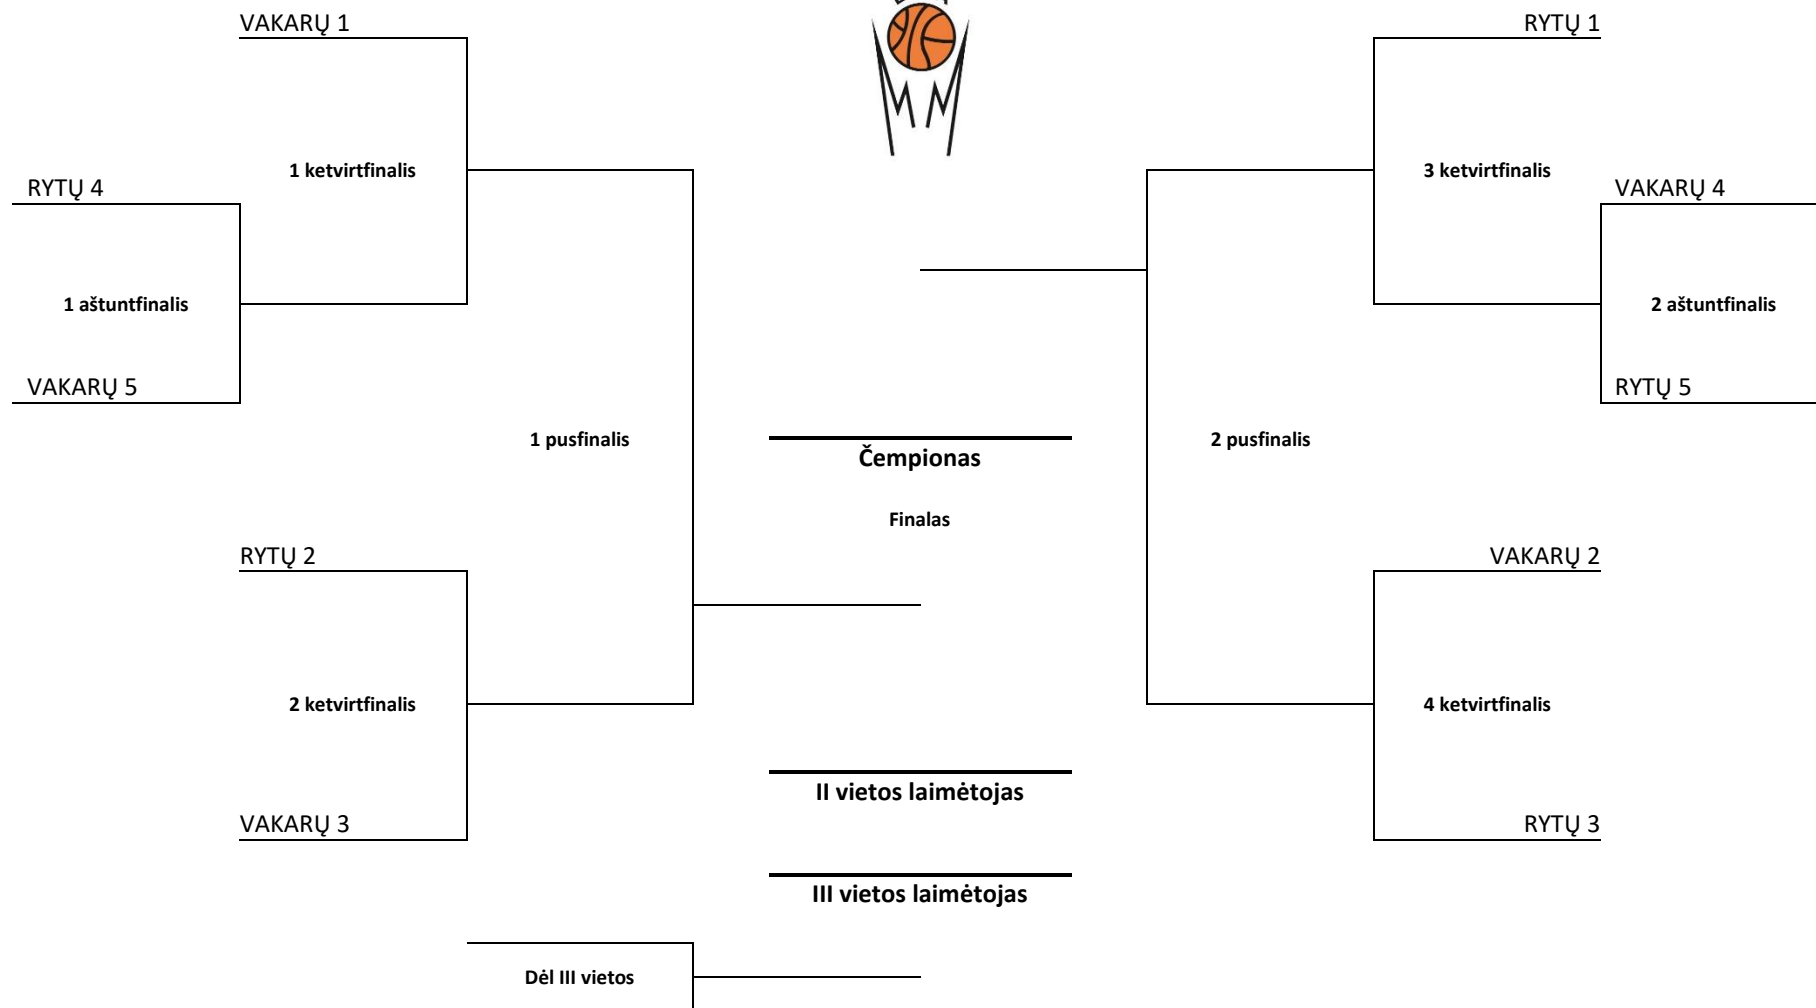 VAKARŲ 1
RYTŲ 1
1 ketvirtfinalis
3 ketvirtfinalis
RYTŲ 4
VAKARŲ 4
1 aštuntfinalis
2 aštuntfinalis
VAKARŲ 5
RYTŲ 5
1 pusfinalis
2 pusfinalis
Čempionas
Finalas
RYTŲ 2
VAKARŲ 2
2 ketvirtfinalis
4 ketvirtfinalis
II vietos laimėtojas
VAKARŲ 3
RYTŲ 3
III vietos laimėtojas
Dėl III vietos